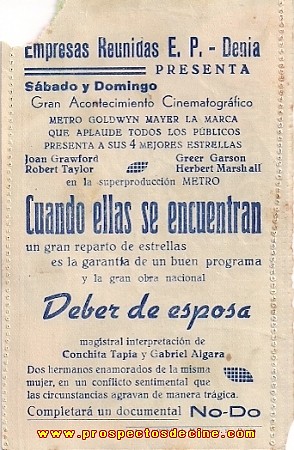 Empresas Reunidas E. P. - Denia
PRESENTA
Sábado y Domingo
Gran Acontecimiento Cinematográfico
METRO GOLDWYN MAYER LA MARCA
QUE APLAUDE TODOS LOS PÚBLICOS
PRESENTA A SUS 4 MEJORES ESTRELLAS
Joan Grawford Greer Garson
Robert Taylor Herbert Marshall
en la superproducción METRO
Cuando ellas se encuentran
un gran reparto de estrellas
es la garantía de un buen programa
y la gran obra nacional
Deber de esposa
magistral interpretación de
Conchita Tapia y Gabriel Algara
Dos hermanos enamorados de la misma
mujer, en un conflicto sentimental que
las circunstancias agravan de manera trágica.
Completará un documental No-Do
www.prospectosdecine.com